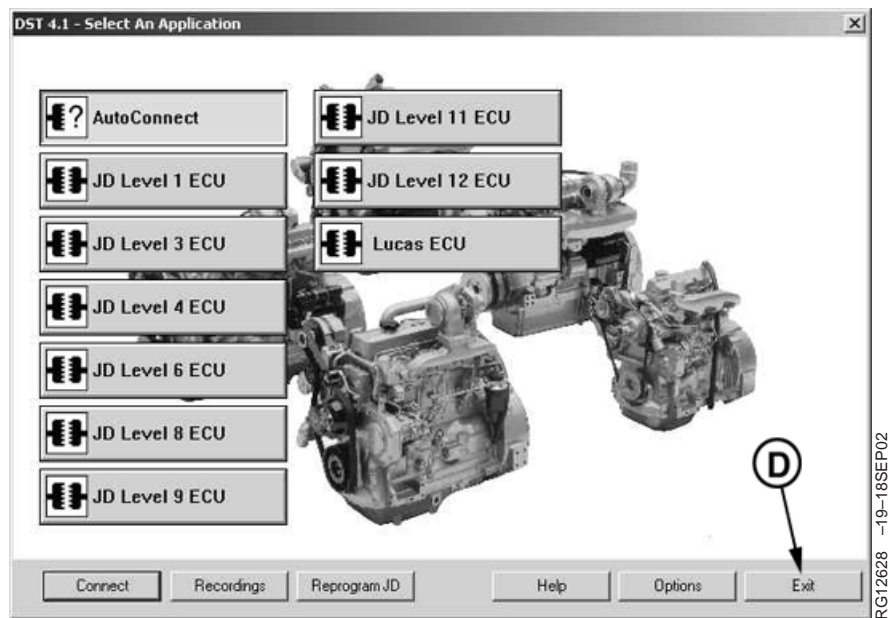 DST 4.1 - Select An Application
? AutoConnect
JD Level 1 ECU
JD Level 3 ECU
JD Level 4 ECU
JD Level 6 ECU
JD Level 8 ECU
JD Level 9 ECU
JD Level 11 ECU
JD Level 12 ECU
Lucas ECU
D
Connect
Recordings
Reprogram JD
Help
Options
Exit
RG12628 –19–18SEP02